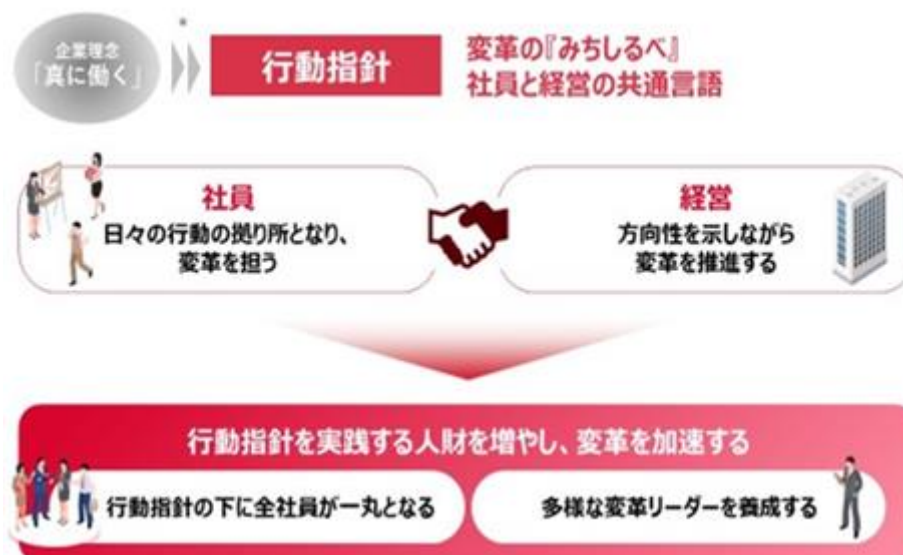 企業理念
「真に働く」
行動指針
変革の『みちしるべ』
社員と経営の共通言語
社員
日々の行動の拠り所となり、
変革を担う
経営
方向性を示しながら
変革を推進する
行動指針を実践する人財を増やし、変革を加速する
行動指針の下に全社員が一丸となる
多様な変革リーダーを養成する